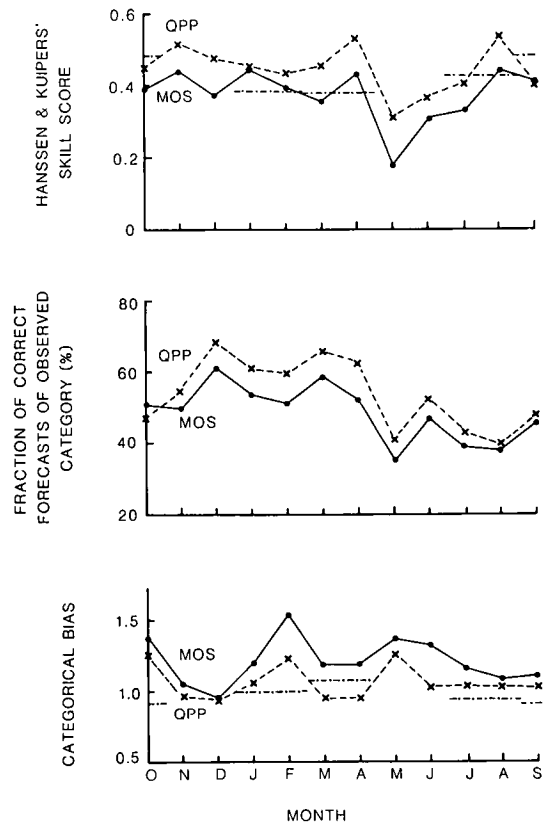 HANSSEN & KUIPERS'
SKILL SCORE
0.6
0.4
0.2
0
QPP
MOS
FRACTION OF CORRECT
FORECASTS OF OBSERVED
CATEGORY (%)
80
60
40
20
QPP
MOS
CATEGORICAL BIAS
1.5
1.0
0.5
MOS
QPP
O N D J F M A M J J A S
MONTH